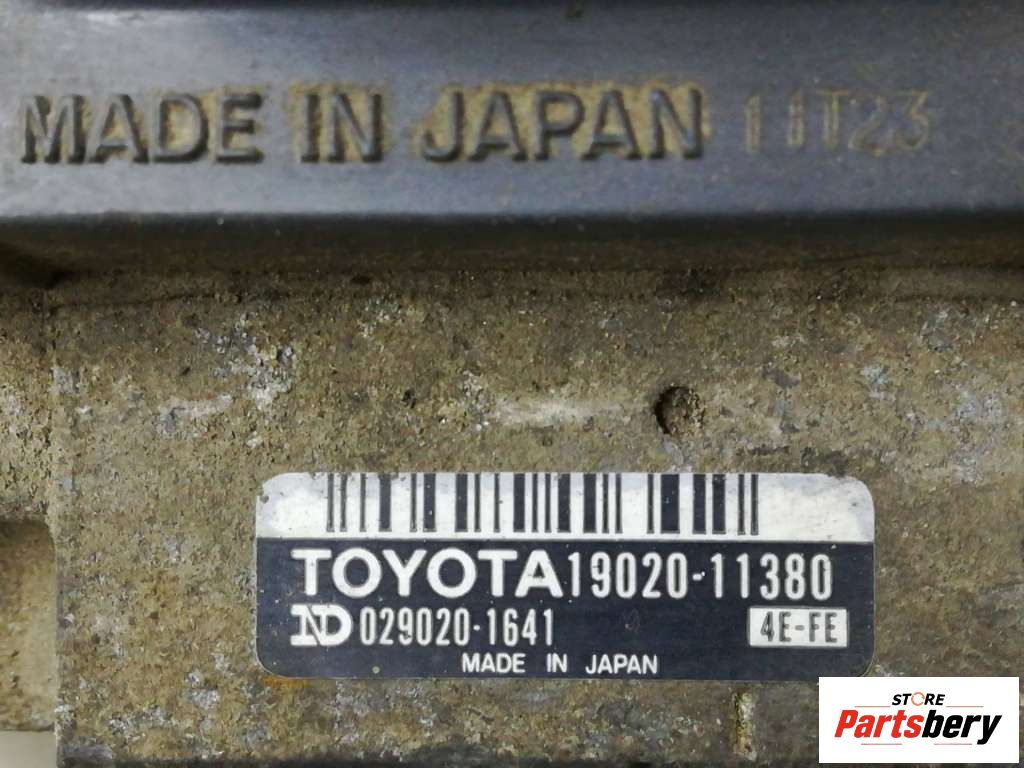 MADE IN JAPAN 11T23
TOYOTA 19020-11380
ND 029020-1641 4E-FE
MADE IN JAPAN
STORE
Partsbery